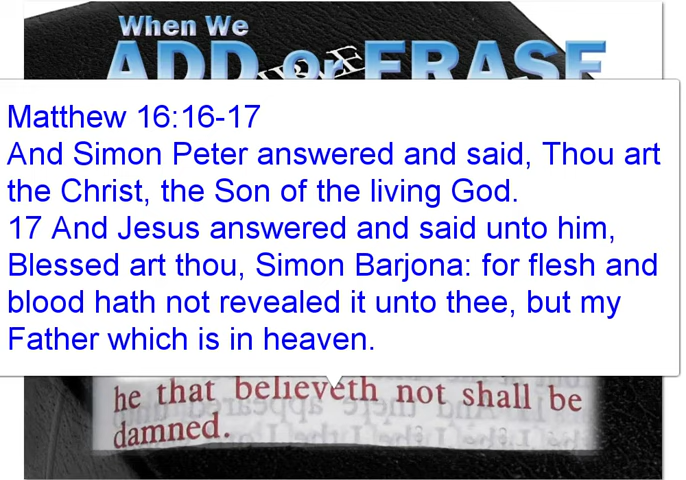 When We
ADD or ERASE
Matthew 16:16-17
And Simon Peter answered and said, Thou art
the Christ, the Son of the living God.
17 And Jesus answered and said unto him,
Blessed art thou, Simon Barjona: for flesh and
blood hath not revealed it unto thee, but my
Father which is in heaven.
he that believeth not shall be
damned.